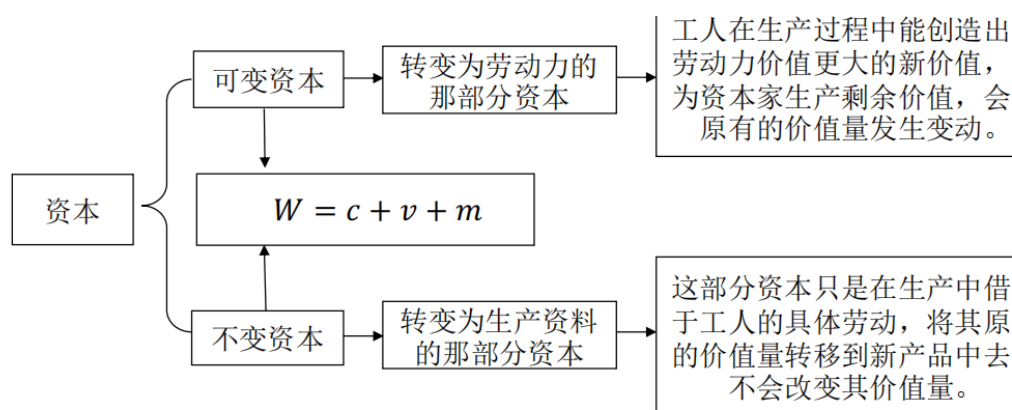 资本
可变资本
转变为劳动力的
那部分资本
工人在生产过程中能创造出
劳动力价值更大的新价值，
为资本家生产剩余价值，会
原有的价值量发生变动。
W = c + v + m
不变资本
转变为生产资料
的那部分资本
这部分资本只是在生产中借
于工人的具体劳动，将其原
的价值量转移到新产品中去
不会改变其价值量。